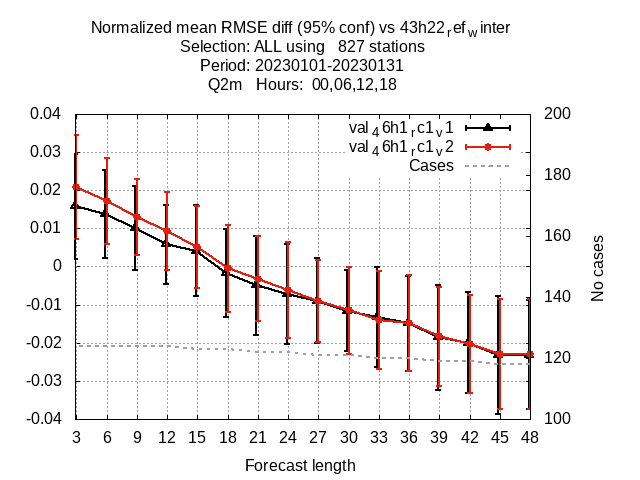 Normalized mean RMSE diff (95% conf) vs 43h22ᵣef_winter
Selection: ALL using 827 stations
Period: 20230101-20230131
Q2m Hours: 00,06,12,18
0.04 200
val₄6h1ᵣc1ᵥ1
0.03
val₄6h1ᵣc1ᵥ2
Cases
180
0.02
0.01
160
0
No cases
-0.01
140
-0.02
120
-0.03
-0.04 100
3 6 9 12 15 18 21 24 27 30 33 36 39 42 45 48
Forecast length